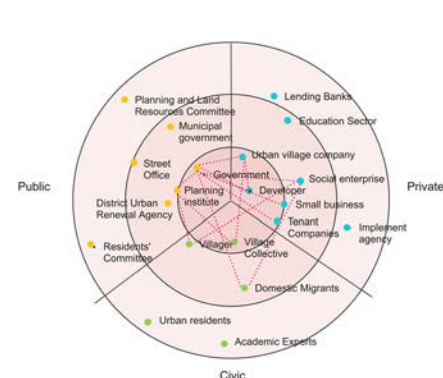 Lending Banks
Planning and Land
Resources Committee
Education Sector
Municipal
government
Urban village company
Street
Office
Government
Social enterprise
Public
Private
Planning
institute
Developer
District Urban
Renewal Agency
Small business
Tenant
Companies
Implement
agency
Residents'
Committee
Villager
Village
Collective
Domestic Migrants
Urban residents
Academic Experts
Civic